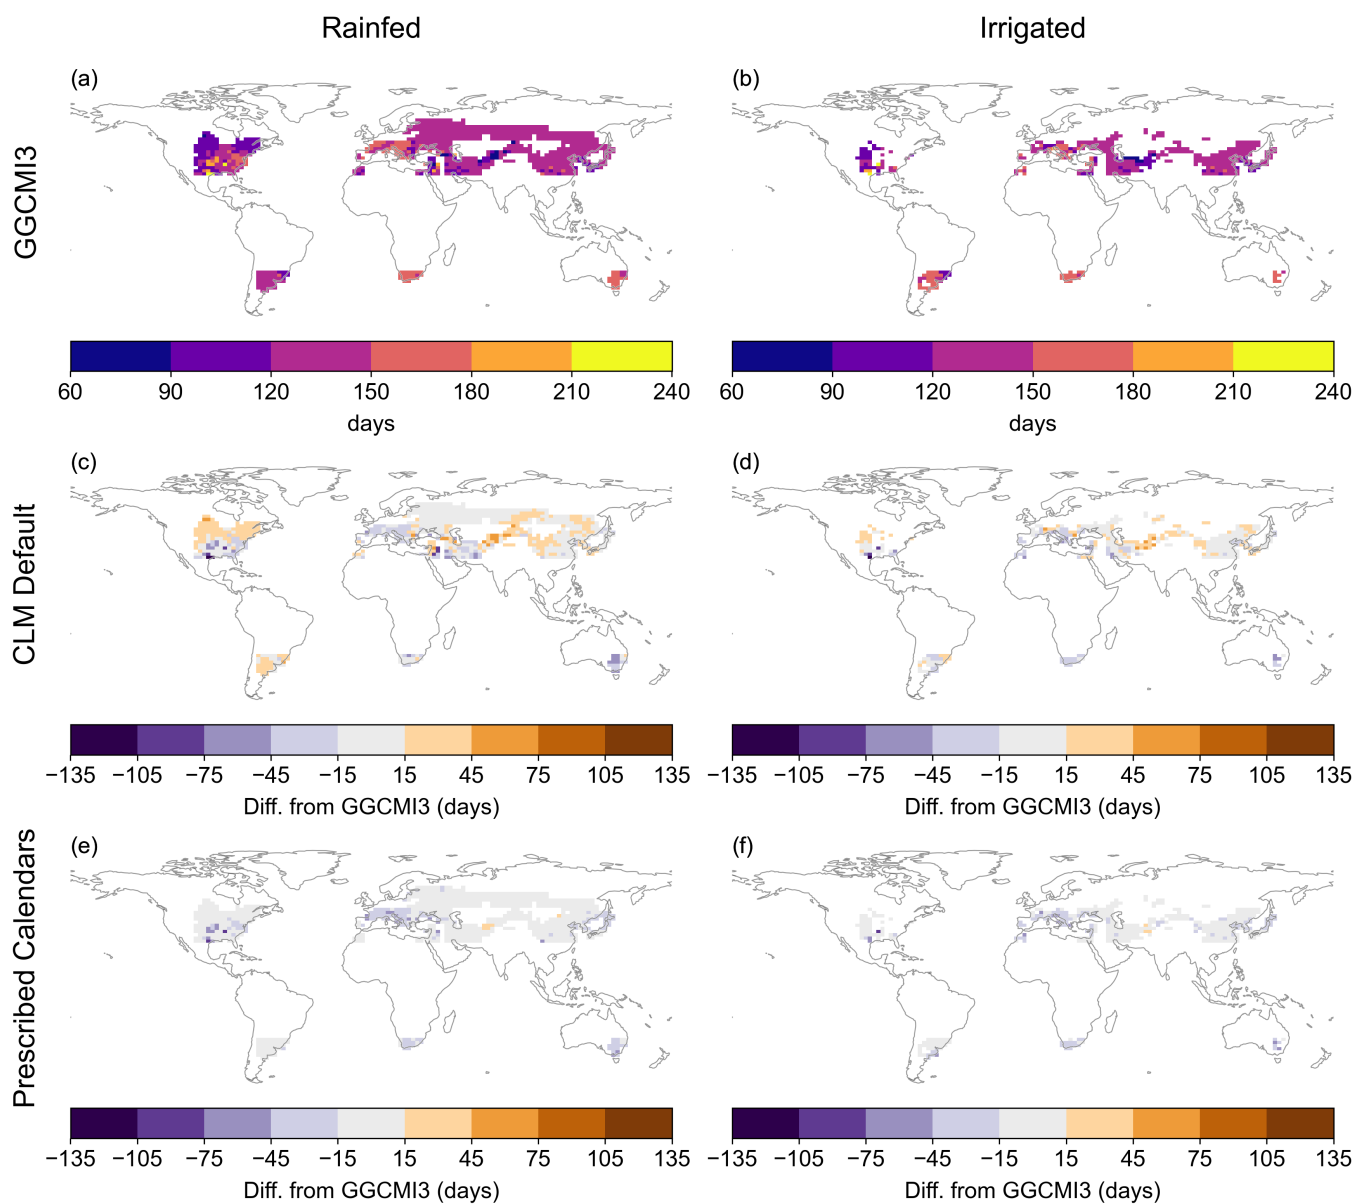 Rainfed
Irrigated
GGCMI3
(a)
(b)
60 90 120 150 180 210 240
days
60 90 120 150 180 210 240
days
CLM Default
(c)
(d)
−135 −105 −75 −45 −15 15 45 75 105 135
Diff. from GGCMI3 (days)
−135 −105 −75 −45 −15 15 45 75 105 135
Diff. from GGCMI3 (days)
Prescribed Calendars
(e)
(f)
−135 −105 −75 −45 −15 15 45 75 105 135
Diff. from GGCMI3 (days)
−135 −105 −75 −45 −15 15 45 75 105 135
Diff. from GGCMI3 (days)